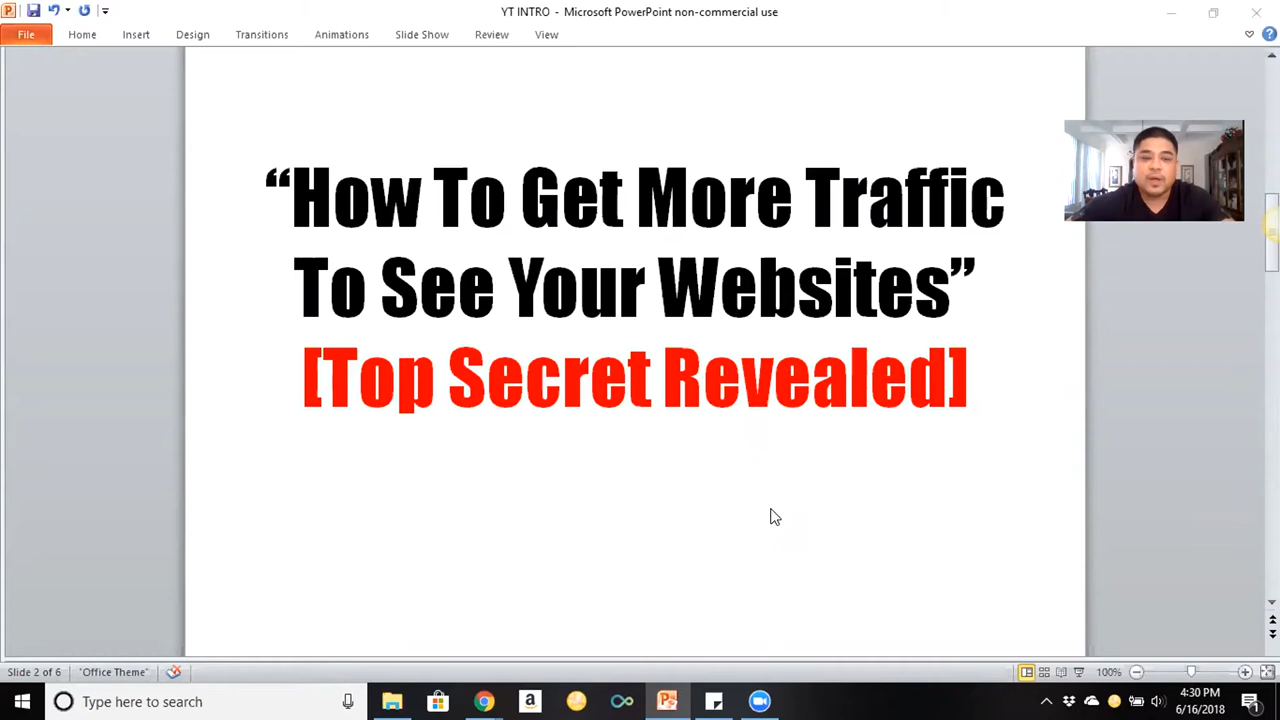 YT INTRO - Microsoft PowerPoint non-commercial use
File Home Insert Design Transitions Animations Slide Show Review View
“How To Get More Traffic
To See Your Websites”
[Top Secret Revealed]
Slide 2 of 6 "Office Theme" 100%
Type here to search
4:30 PM
6/16/2018